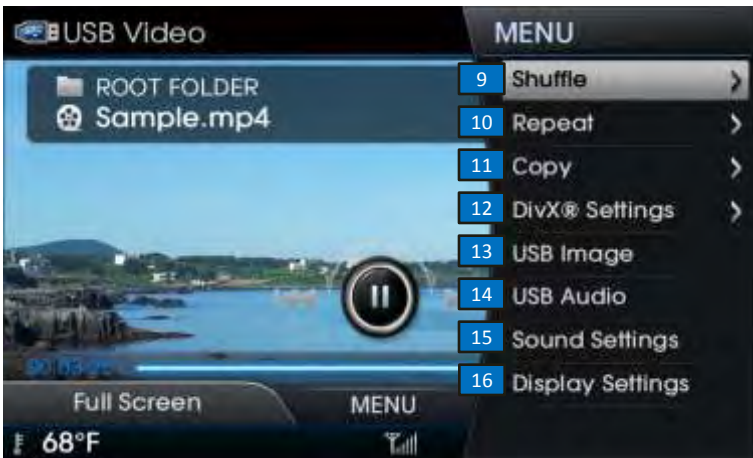 USB Video
MENU
ROOT FOLDER
Sample.mp4
9 Shuffle
10 Repeat
11 Copy
12 DivX® Settings
13 USB Image
14 USB Audio
15 Sound Settings
16 Display Settings
Full Screen
MENU
68°F